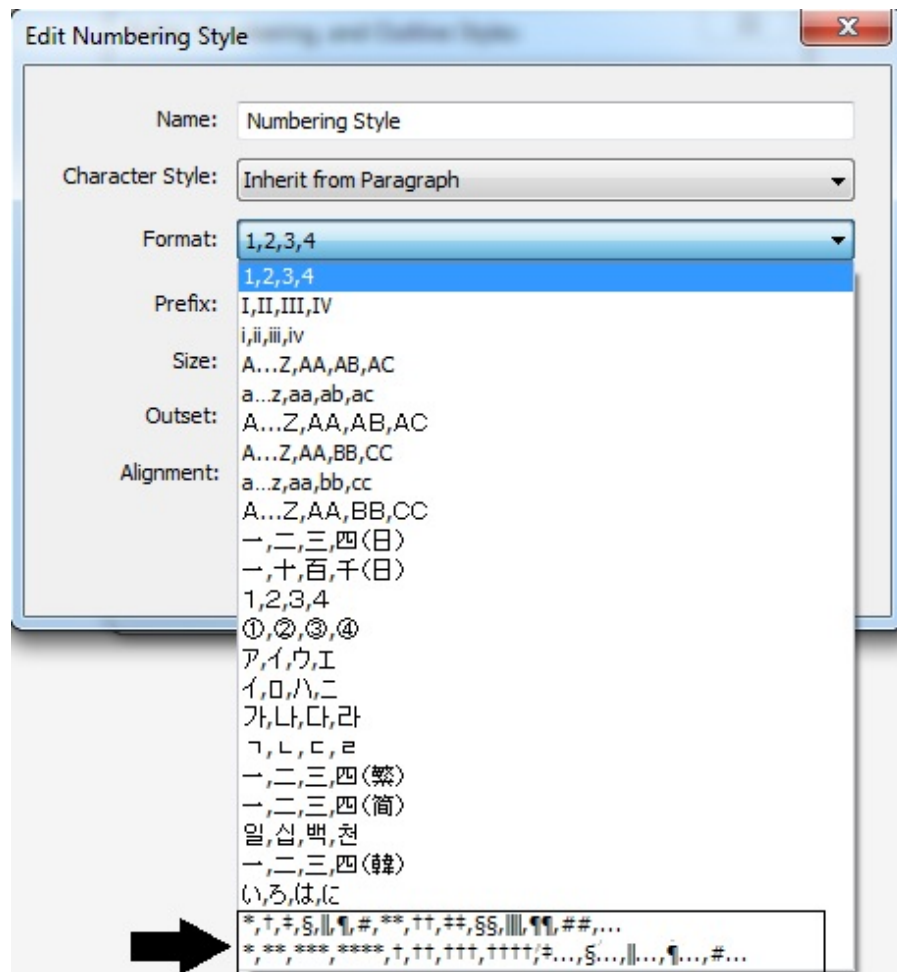 Edit Numbering Style
Name: Numbering Style
Character Style: Inherit from Paragraph
Format: 1,2,3,4
Prefix:
Size:
Outset:
Alignment:
1,2,3,4
I,II,III,IV
i,ii,iii,iv
A...Z,AA,AB,AC
a...z,aa,ab,ac
A...Z,AA,AB,AC
A...Z,AA,BB,CC
a...z,aa,bb,cc
A...Z,AA,BB,CC
一,二,三,四(日)
一,十,百,千(日)
1,2,3,4
①,②,③,④
ア,イ,ウ,エ
イ,ロ,ハ,ニ
가,나,다,라
ㄱ,ㄴ,ㄷ,ㄹ
一,二,三,四(繁)
一,二,三,四(简)
일,십,백,천
一,二,三,四(韓)
い,ろ,は,に
*,†,‡,§,‖,¶,#,**,††,‡‡,§§,‖‖,¶¶,##,...
*,**,***,****,†,††,†††,††††,‡...,§...,‖...,¶...,#...